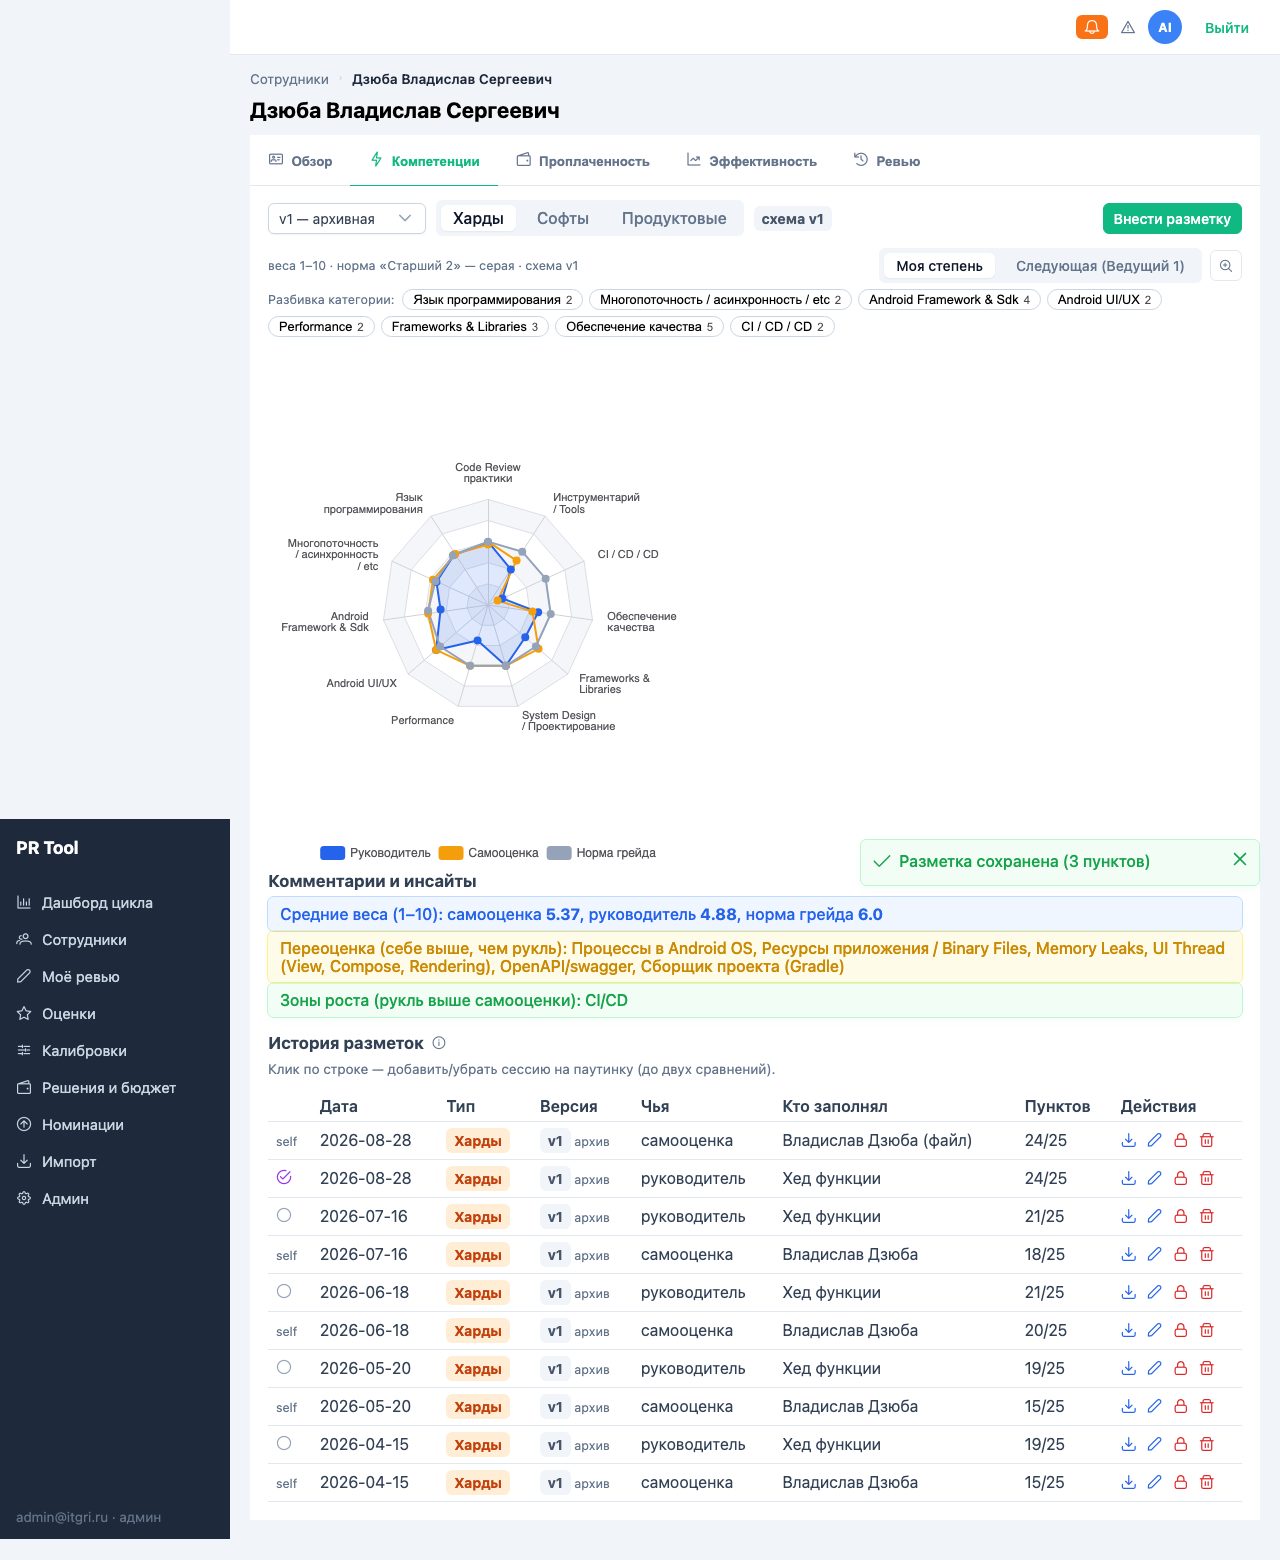 AI
Выйти
Сотрудники
Дзюба Владислав Сергеевич
Дзюба Владислав Сергеевич
Обзор
Компетенции
Проплаченность
Эффективность
Ревью
v1 — архивная
Харды
Софты
Продуктовые
схема v1
Внести разметку
веса 1–10 · норма «Старший 2» — серая · схема v1
Моя степень
Следующая (Ведущий 1)
Разбивка категории:
Язык программирования 2
Многопоточность / асинхронность / etc 2
Android Framework & Sdk 4
Android UI/UX 2
Performance 2
Frameworks & Libraries 3
Обеспечение качества 5
CI / CD / CD 2
Code Review
практики
Инструментарий
/ Tools
CI / CD / CD
Обеспечение
качества
Frameworks &
Libraries
System Design
/ Проектирование
Performance
Android UI/UX
Android
Framework & Sdk
Многопоточность
/ асинхронность
/ etc
Язык
программирования
Руководитель
Самооценка
Норма грейда
Разметка сохранена (3 пунктов)
Комментарии и инсайты
Средние веса (1–10): самооценка 5.37, руководитель 4.88, норма грейда 6.0
Переоценка (себе выше, чем рукль): Процессы в Android OS, Ресурсы приложения / Binary Files, Memory Leaks, UI Thread
(View, Compose, Rendering), OpenAPI/swagger, Сборщик проекта (Gradle)
Зоны роста (рукль выше самооценки): CI/CD
История разметок
Клик по строке — добавить/убрать сессию на паутинку (до двух сравнений).
Дата Тип Версия Чья Кто заполнял Пунктов Действия
self 2026-08-28 Харды v1 архив самооценка Владислав Дзюба (файл) 24/25
2026-08-28 Харды v1 архив руководитель Хед функции 24/25
2026-07-16 Харды v1 архив руководитель Хед функции 21/25
self 2026-07-16 Харды v1 архив самооценка Владислав Дзюба 18/25
2026-06-18 Харды v1 архив руководитель Хед функции 21/25
self 2026-06-18 Харды v1 архив самооценка Владислав Дзюба 20/25
2026-05-20 Харды v1 архив руководитель Хед функции 19/25
self 2026-05-20 Харды v1 архив самооценка Владислав Дзюба 15/25
2026-04-15 Харды v1 архив руководитель Хед функции 19/25
self 2026-04-15 Харды v1 архив самооценка Владислав Дзюба 15/25
PR Tool
Дашборд цикла
Сотрудники
Моё ревью
Оценки
Калибровки
Решения и бюджет
Номинации
Импорт
Админ
admin@itgri.ru · админ